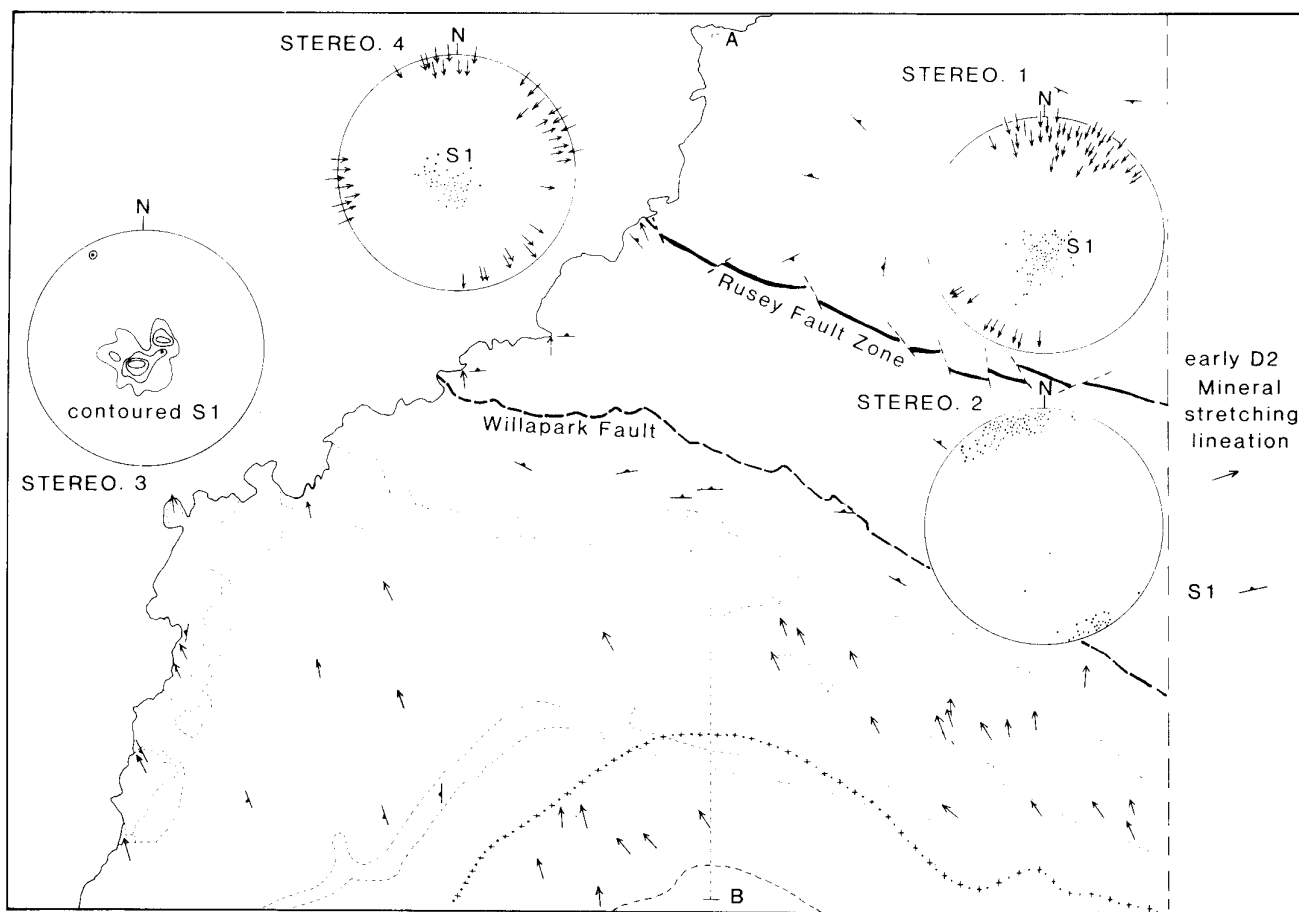 STEREO. 4
N
S1
A
STEREO. 1
N
S1
N
contoured S1
STEREO. 3
Rusey Fault Zone
Willapark Fault
STEREO. 2
N
early D2
Mineral
stretching
lineation
S1
B